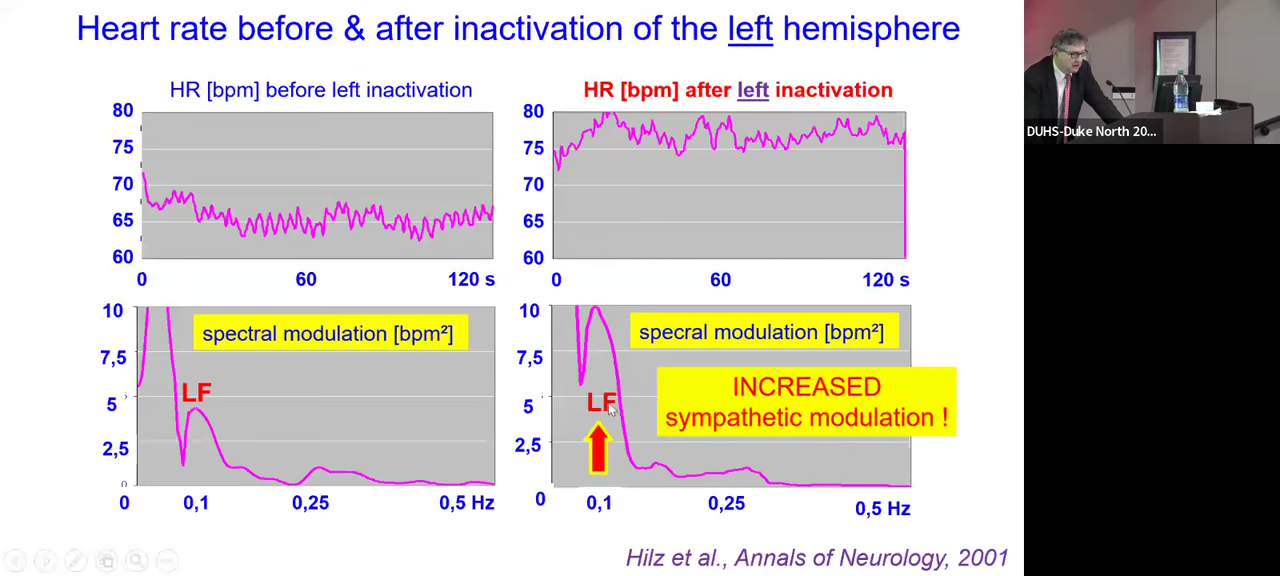 Heart rate before & after inactivation of the left hemisphere
HR [bpm] before left inactivation
80
75
70
65
60
0
60
120 s
HR [bpm] after left inactivation
80
75
70
65
60
0
60
120 s
10
7,5
5
2,5
0
spectral modulation [bpm²]
LF
0
0,1
0,25
0,5 Hz
10
7,5
5
2,5
0
specral modulation [bpm²]
LF
INCREASED
sympathetic modulation !
0,1
0,25
0,5 Hz
Hilz et al., Annals of Neurology, 2001
DUHS-Duke North 20...